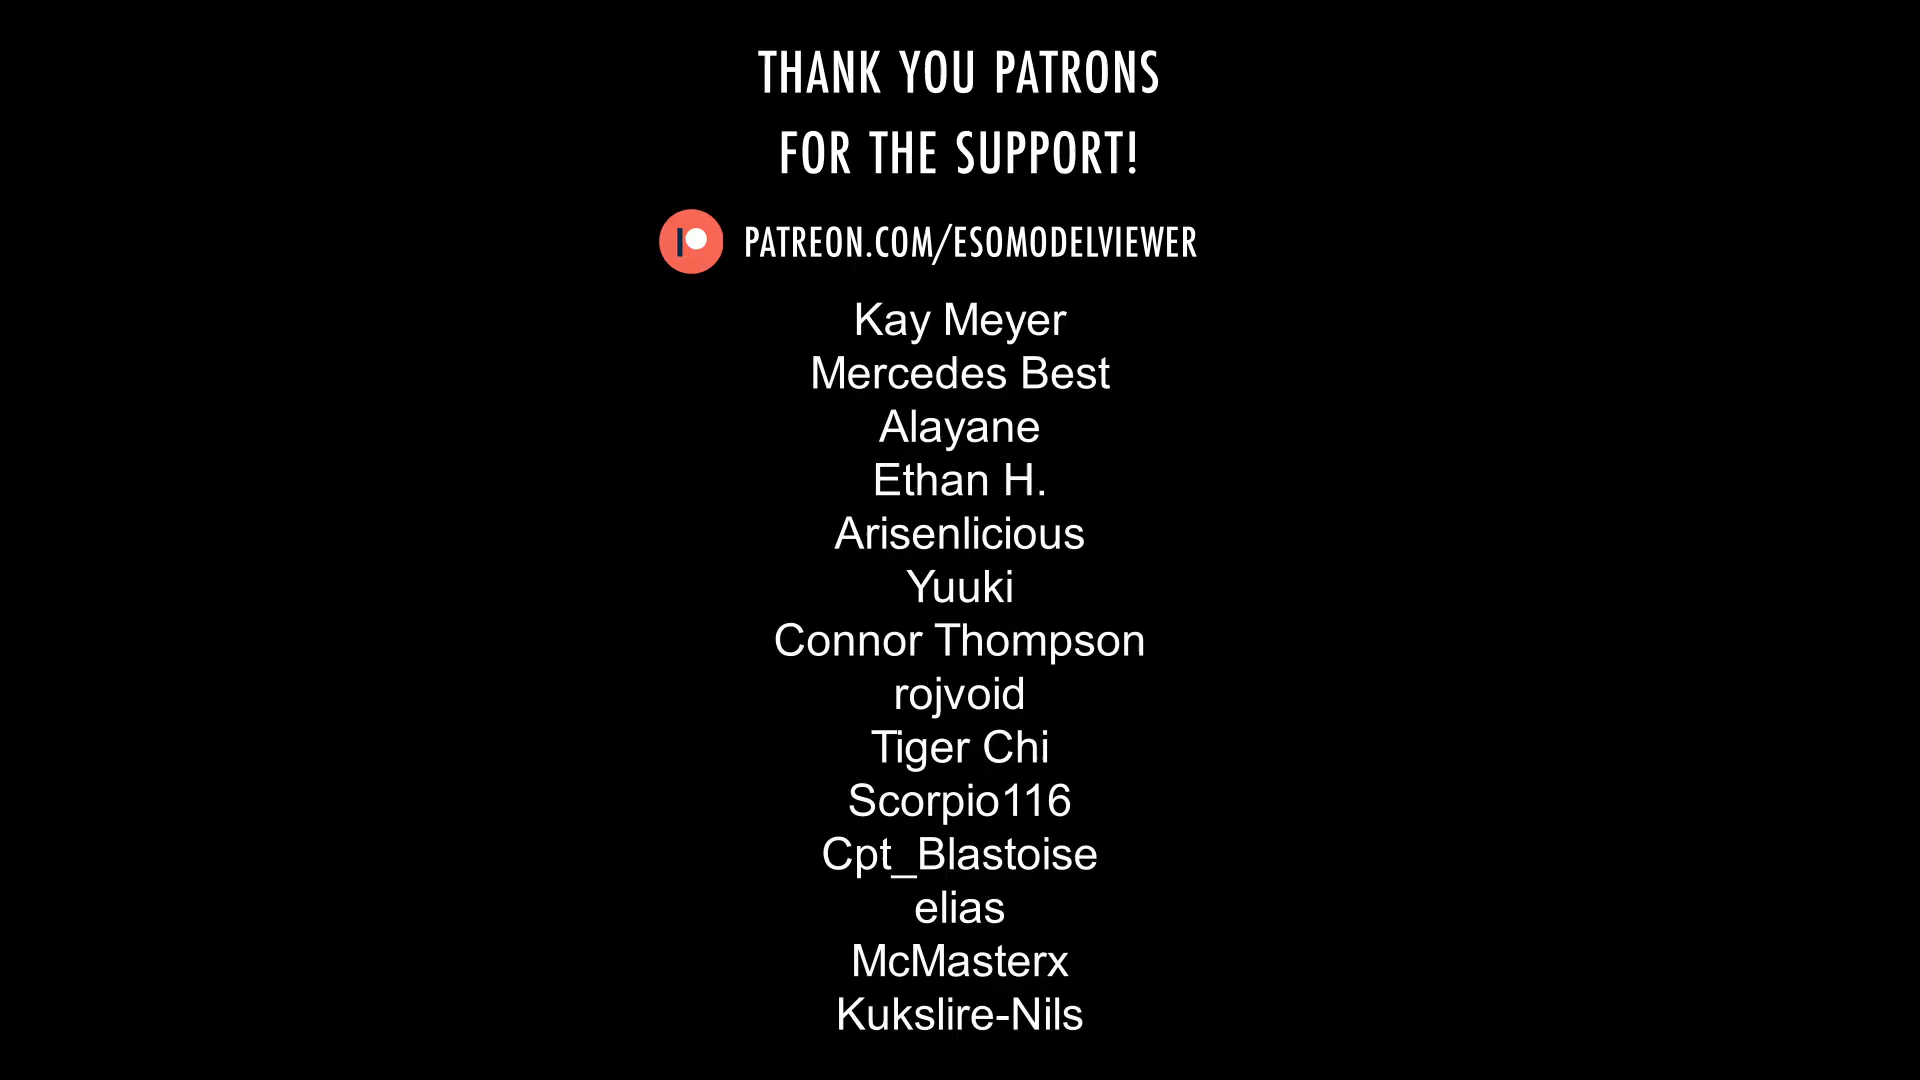 THANK YOU PATRONS
FOR THE SUPPORT!
PATREON.COM/ESOMODELVIEWER
Kay Meyer
Mercedes Best
Alayane
Ethan H.
Arisenlicious
Yuuki
Connor Thompson
rojvoid
Tiger Chi
Scorpio116
Cpt_Blastoise
elias
McMasterx
Kukslire-Nils